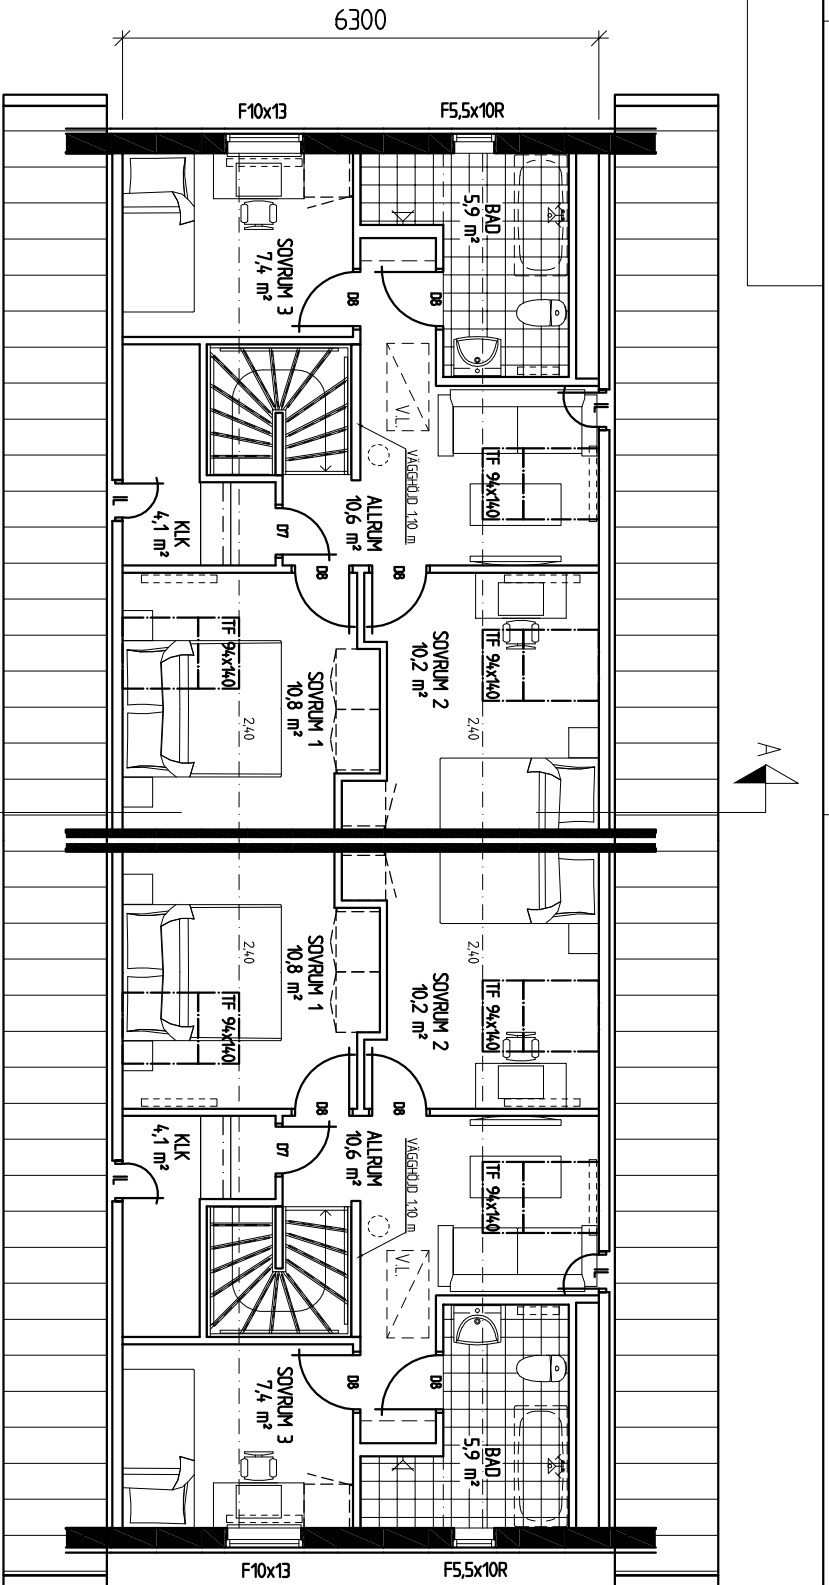 6300
F10x13
F5,5x10R
BAD
5,9 m²
SOVRUM 3
7,4 m²
D8
D8
V.L.
VÄGGHÖJD 1,10 m
TF 94x140
IL
ALLRUM
10,6 m²
KLK
4,1 m²
IL
D7
D8
D8
TF 94x140
SOVRUM 2
10,2 m²
TF 94x140
SOVRUM 1
10,8 m²
2,40
2,40
A
2,40
2,40
SOVRUM 1
10,8 m²
SOVRUM 2
10,2 m²
TF 94x140
TF 94x140
D8
D8
D7
KLK
4,1 m²
IL
ALLRUM
10,6 m²
VÄGGHÖJD 1,10 m
TF 94x140
V.L.
IL
D8
D8
SOVRUM 3
7,4 m²
BAD
5,9 m²
F10x13
F5,5x10R